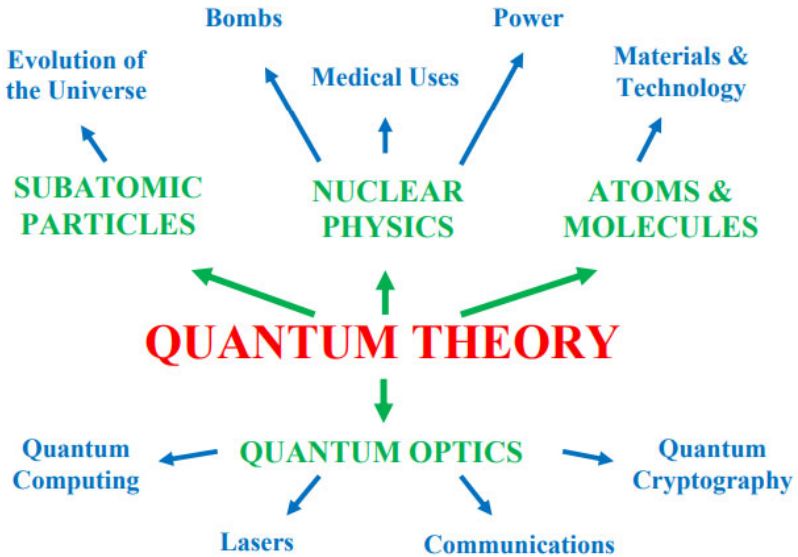 Bombs
Power
Evolution of
the Universe
Medical Uses
Materials &
Technology
SUBATOMIC
PARTICLES
NUCLEAR
PHYSICS
ATOMS &
MOLECULES
QUANTUM THEORY
Quantum
Computing
QUANTUM OPTICS
Quantum
Cryptography
Lasers
Communications